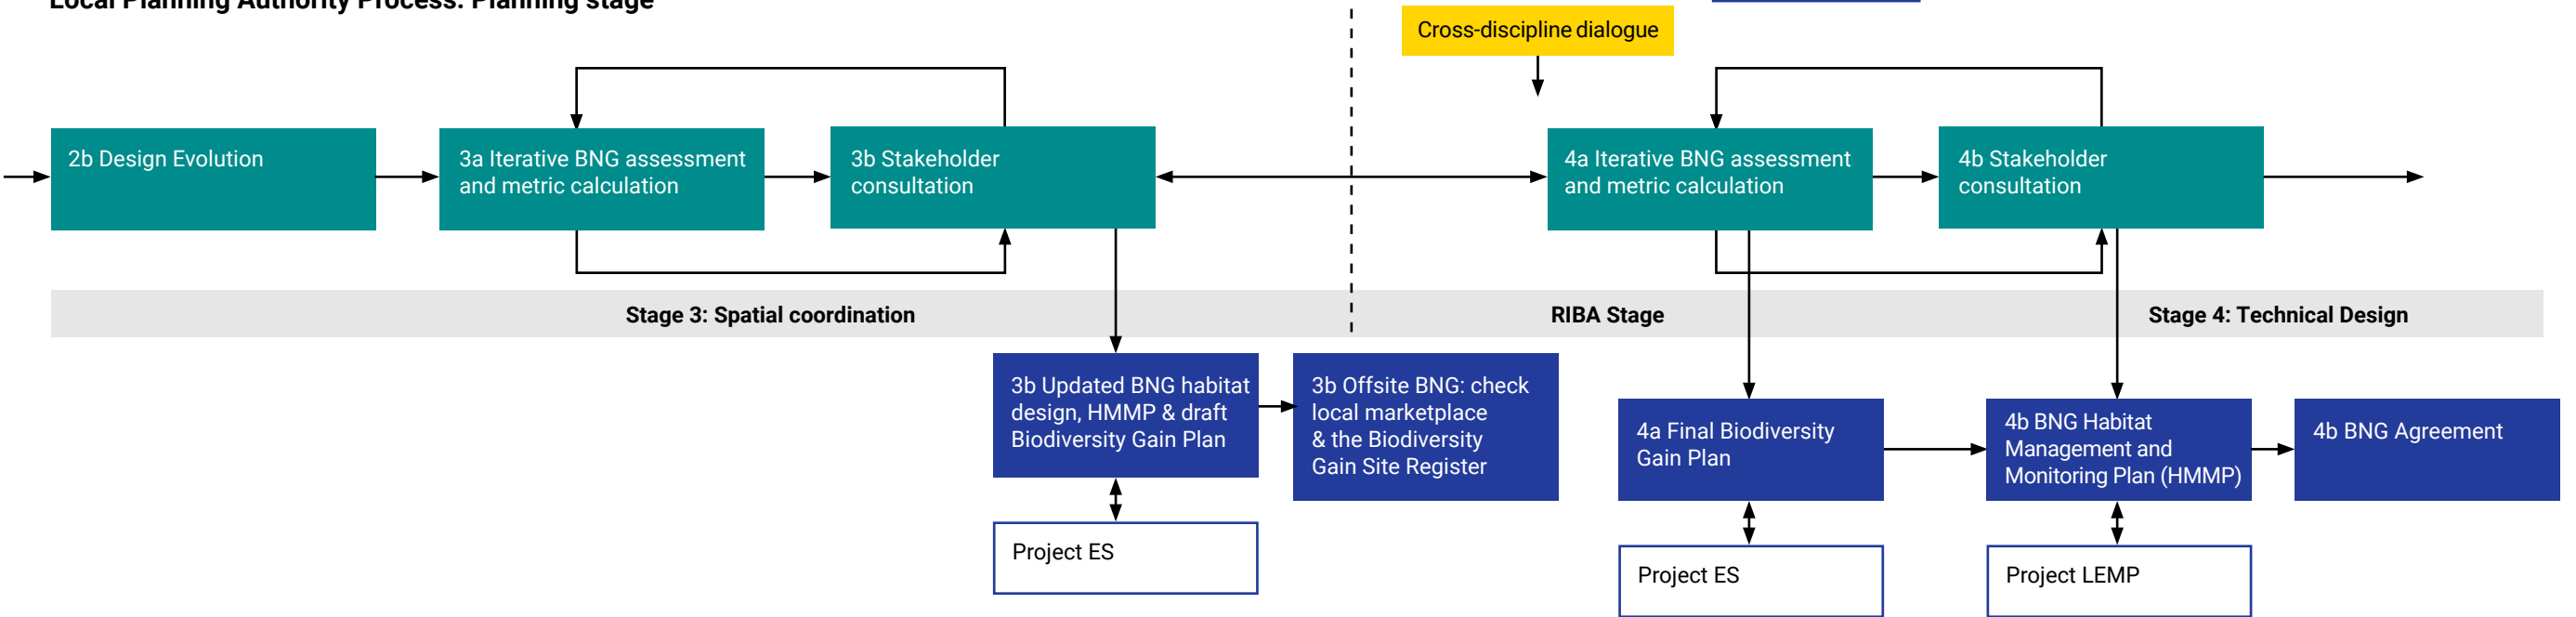 Local Planning Authority Process: Planning stage
Cross-discipline dialogue
2b Design Evolution
3a Iterative BNG assessment
and metric calculation
3b Stakeholder
consultation
4a Iterative BNG assessment
and metric calculation
4b Stakeholder
consultation
Stage 3: Spatial coordination
RIBA Stage
Stage 4: Technical Design
3b Updated BNG habitat
design, HMMP & draft
Biodiversity Gain Plan
3b Offsite BNG: check
local marketplace
& the Biodiversity
Gain Site Register
4a Final Biodiversity
Gain Plan
4b BNG Habitat
Management and
Monitoring Plan (HMMP)
4b BNG Agreement
Project ES
Project ES
Project LEMP